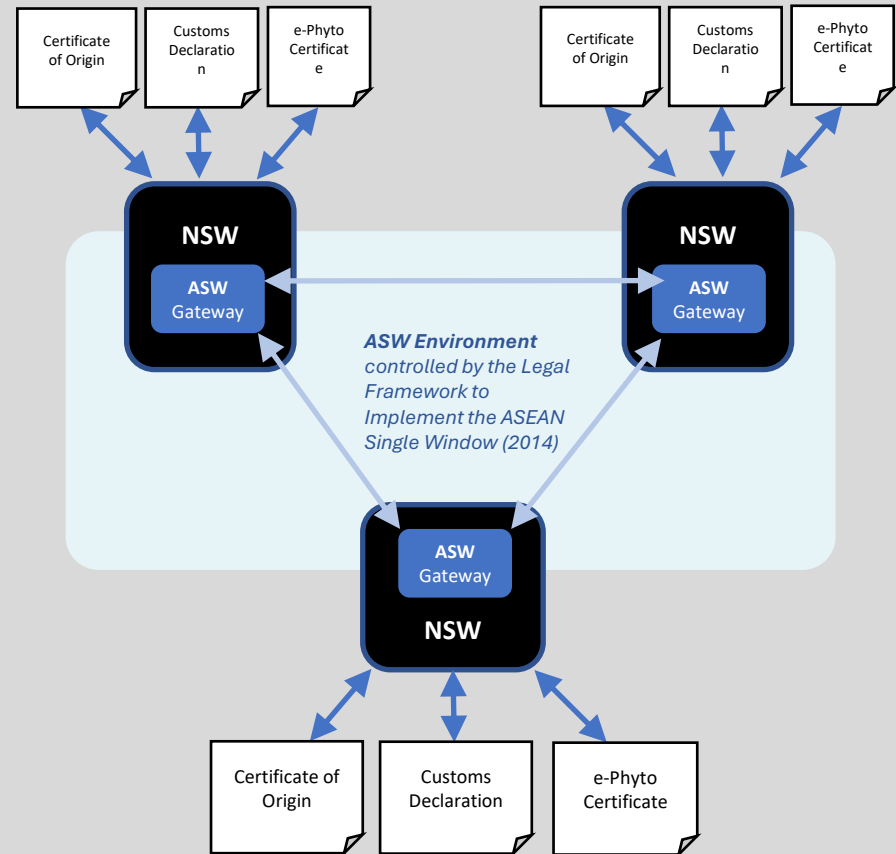 Certificate
of Origin
Customs
Declaratio
n
e-Phyto
Certificat
e
Certificate
of Origin
Customs
Declaratio
n
e-Phyto
Certificat
e
NSW
ASW
Gateway
NSW
ASW
Gateway
ASW Environment
controlled by the Legal
Framework to
Implement the ASEAN
Single Window (2014)
ASW
Gateway
NSW
Certificate of
Origin
Customs
Declaration
e-Phyto
Certificate